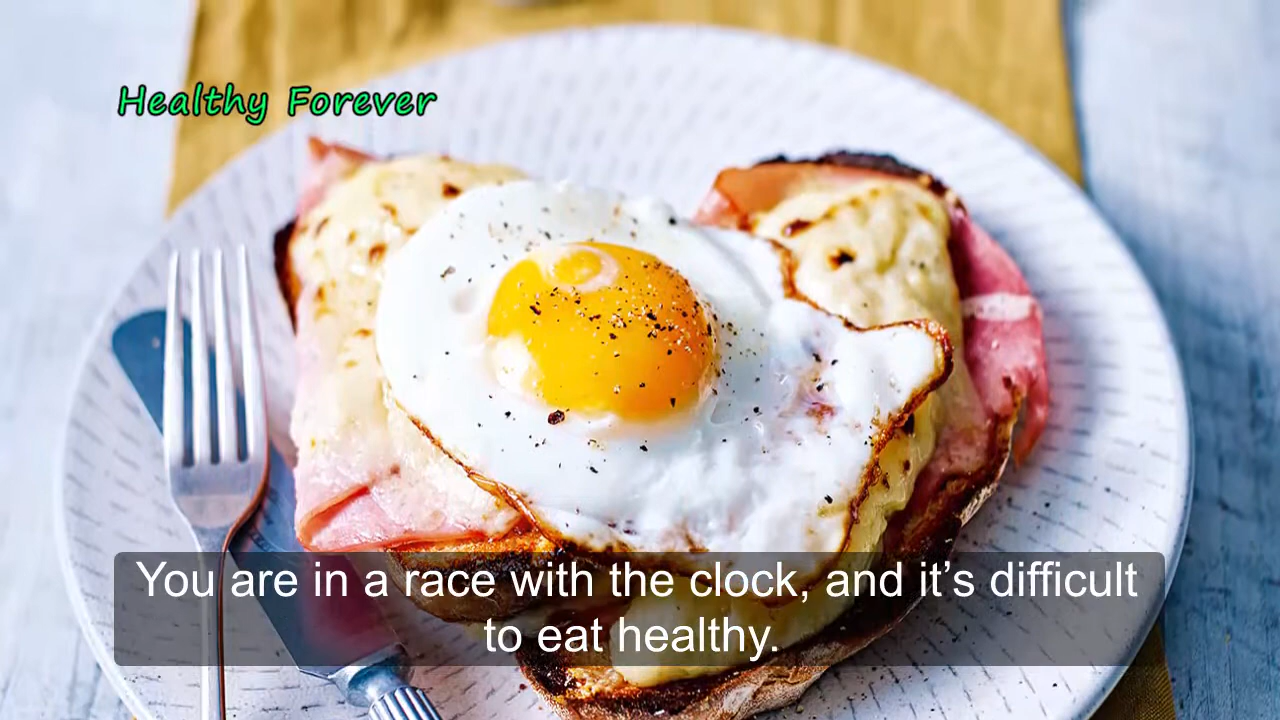 Healthy Forever
You are in a race with the clock, and it’s difficult
to eat healthy.